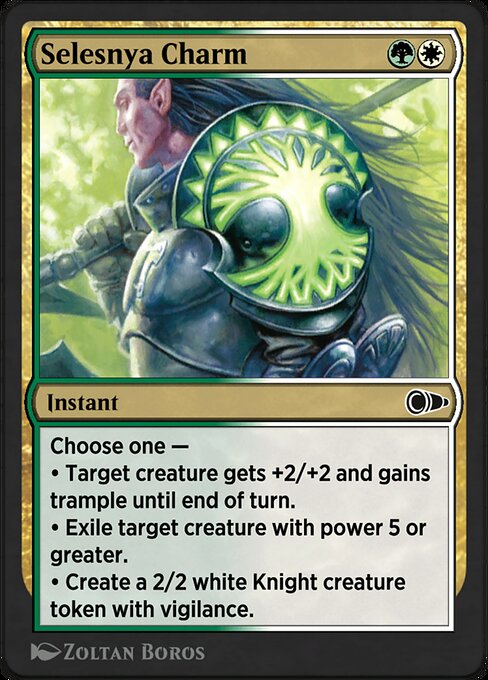 Selesnya Charm
Instant
Choose one —
• Target creature gets +2/+2 and gains
trample until end of turn.
• Exile target creature with power 5 or
greater.
• Create a 2/2 white Knight creature
token with vigilance.
Zoltan Boros